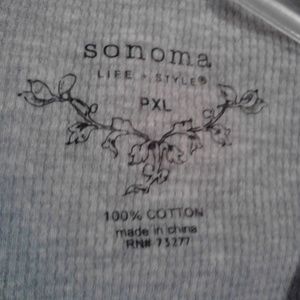 sonoma
LIFE + STYLE®
PXL
100% COTTON
made in china
RN# 73277